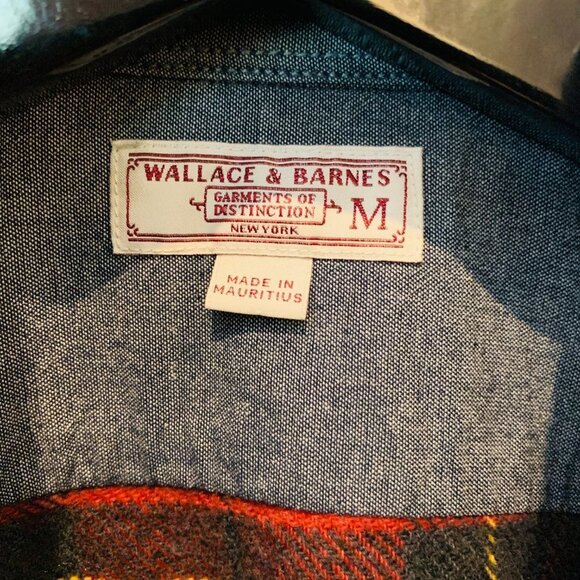 WALLACE & BARNES
GARMENTS OF
DISTINCTION
NEW YORK
M
MADE IN
MAURITIUS